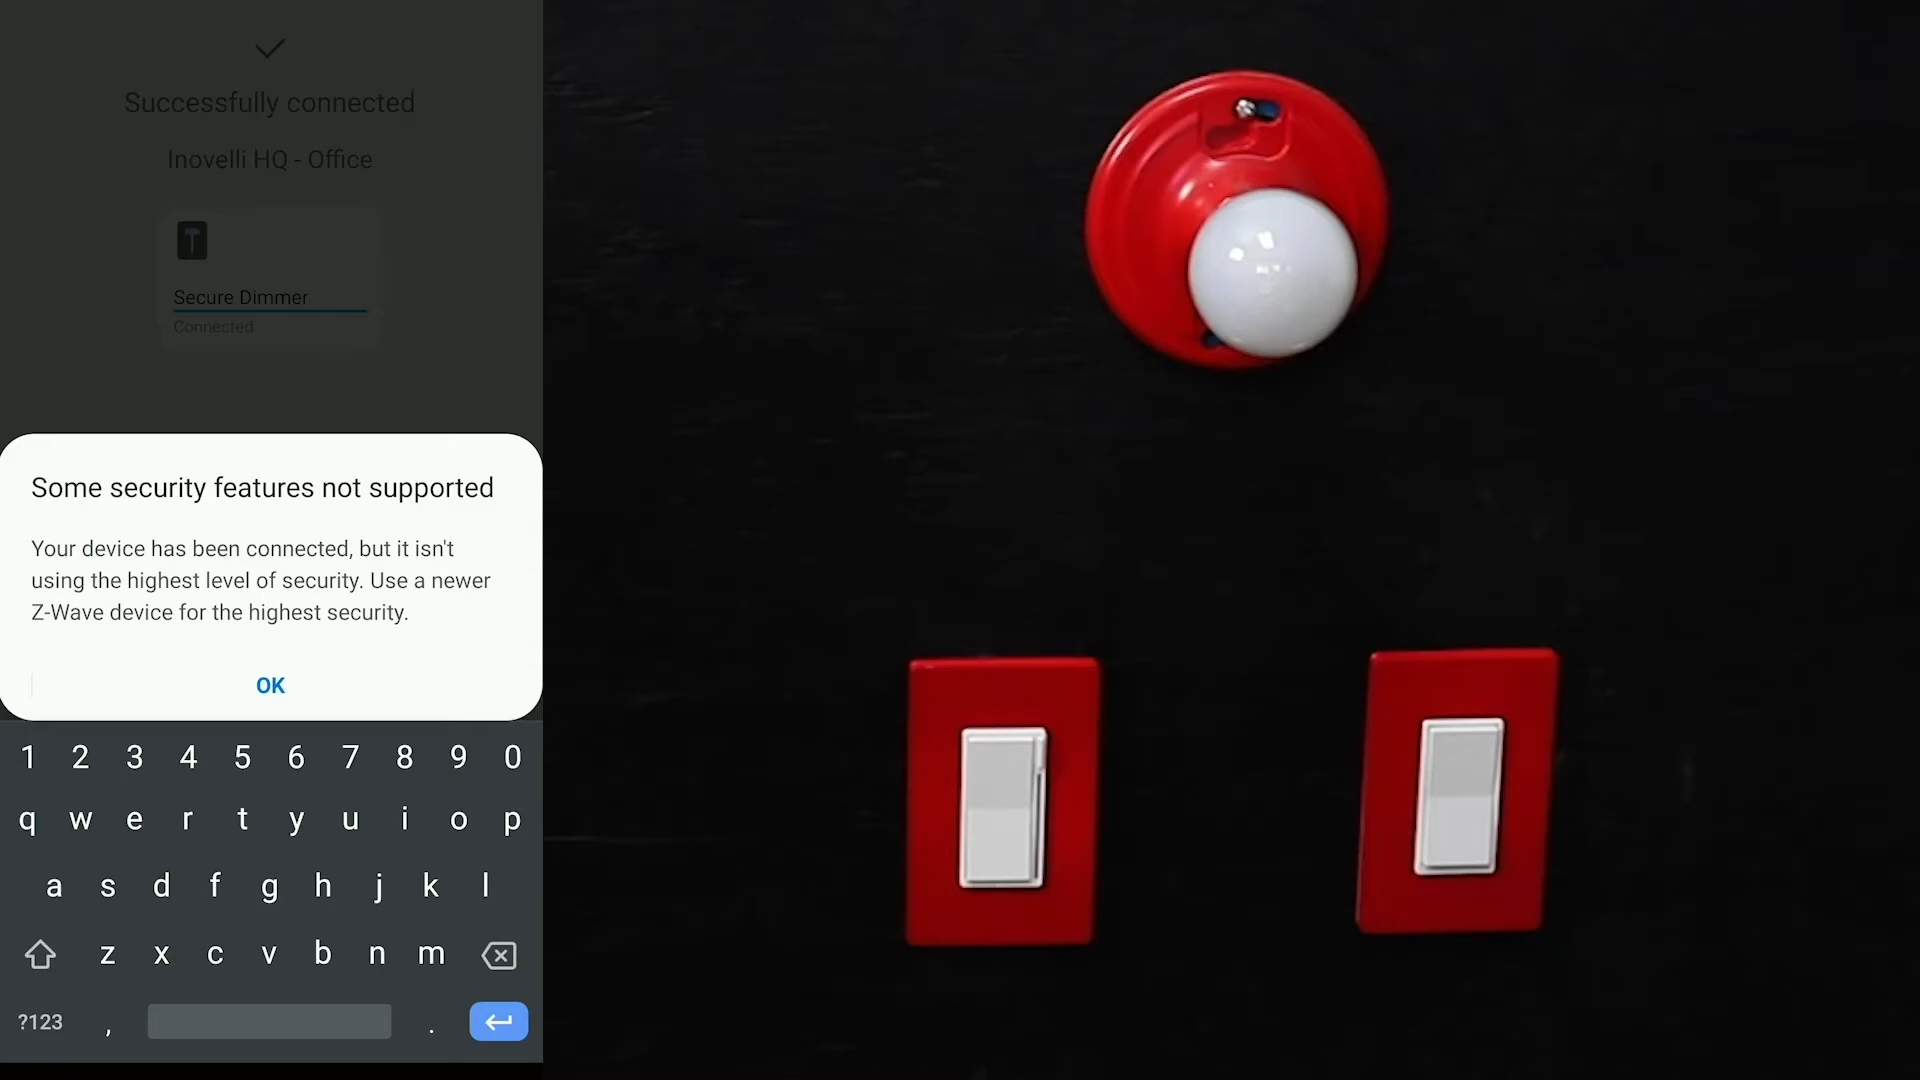 Successfully connected
Inovelli HQ - Office
Secure Dimmer
Connected
Some security features not supported
Your device has been connected, but it isn't
using the highest level of security. Use a newer
Z-Wave device for the highest security.
OK
1 2 3 4 5 6 7 8 9 0
q w e r t y u i o p
a s d f g h j k l
z x c v b n m
?123 , .